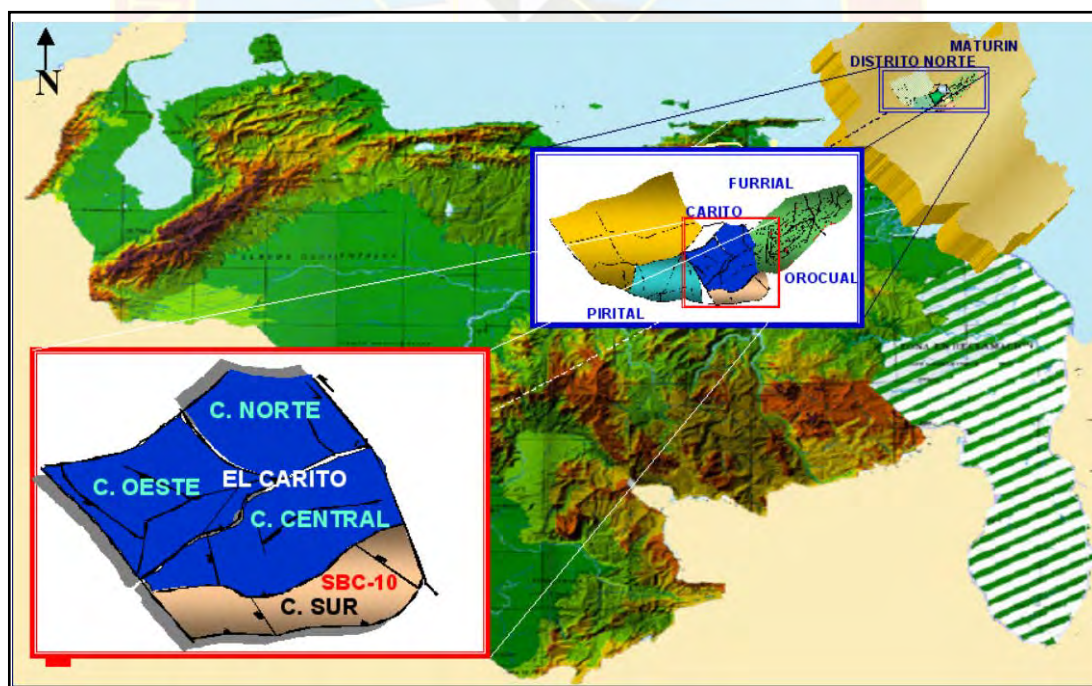 N
MATURIN
DISTRITO NORTE
FURRIAL
CARITO
OROCUAL
PIRITAL
C. NORTE
C. OESTE
EL CARITO
C. CENTRAL
SBC-10
C. SUR